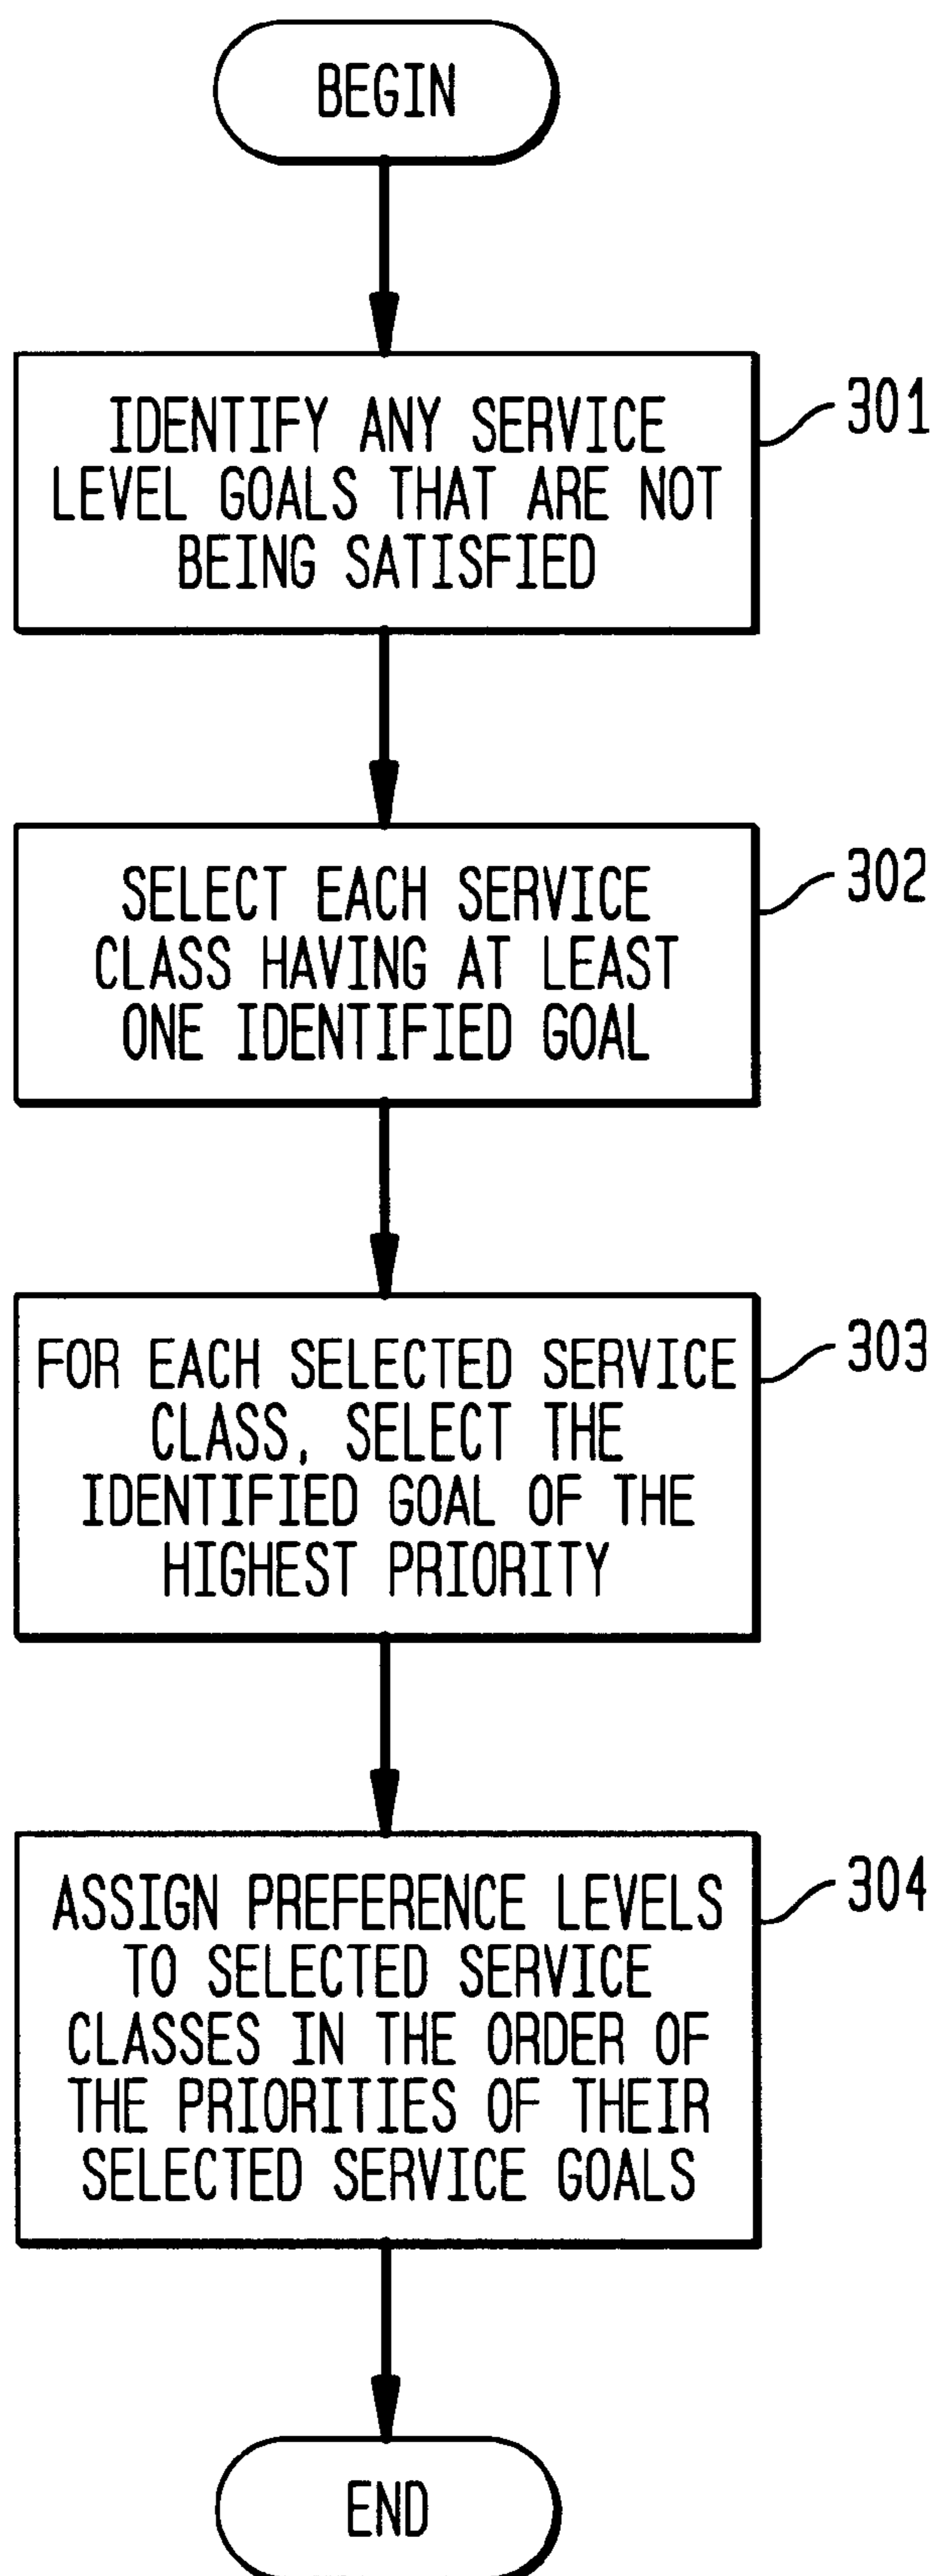 BEGIN
IDENTIFY ANY SERVICE
LEVEL GOALS THAT ARE NOT
BEING SATISFIED
301
SELECT EACH SERVICE
CLASS HAVING AT LEAST
ONE IDENTIFIED GOAL
302
FOR EACH SELECTED SERVICE
CLASS, SELECT THE
IDENTIFIED GOAL OF THE
HIGHEST PRIORITY
303
ASSIGN PREFERENCE LEVELS
TO SELECTED SERVICE
CLASSES IN THE ORDER OF
THE PRIORITIES OF THEIR
SELECTED SERVICE GOALS
304
END